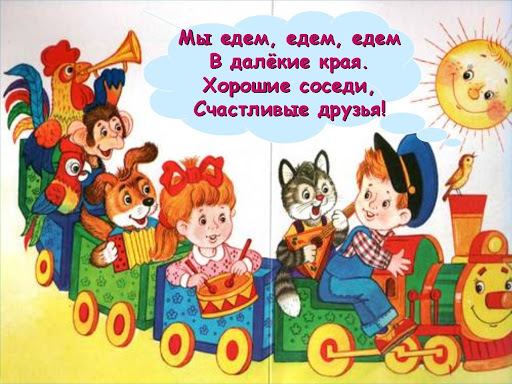 Мы едем, едем, едем
В далёкие края.
Хорошие соседи,
Счастливые друзья!